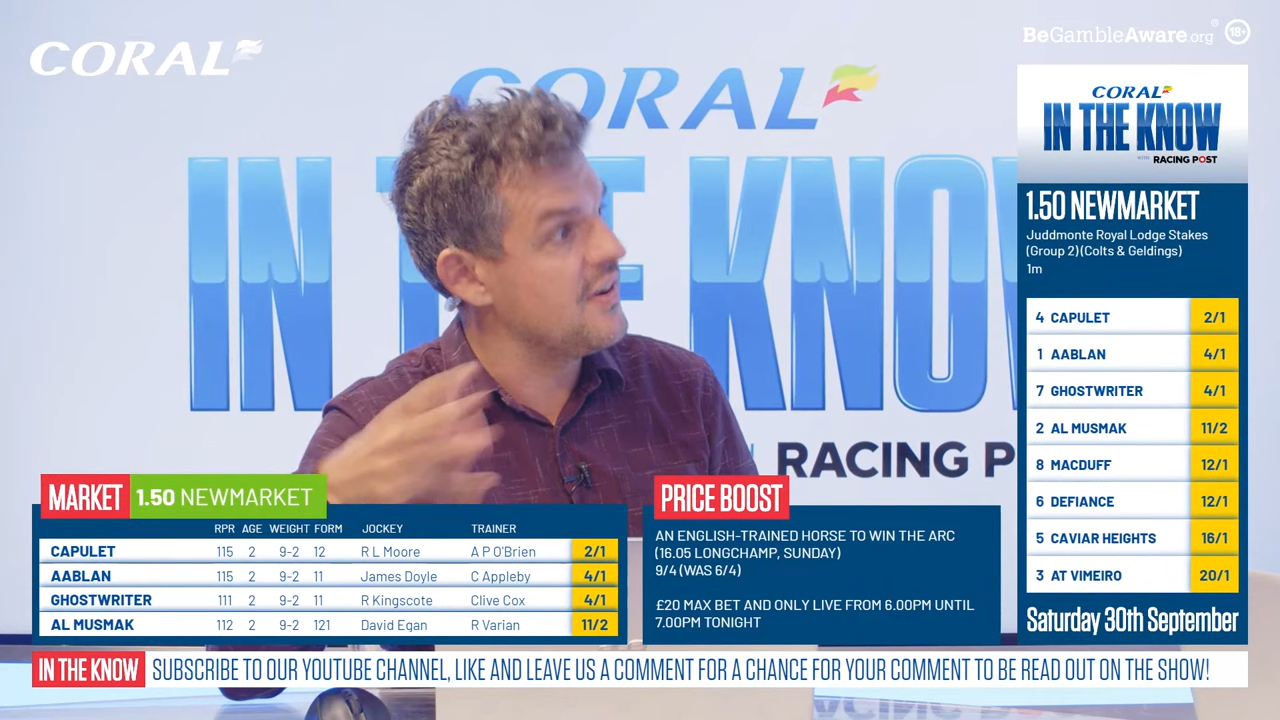 CORAL
BeGambleAware.org® 18+
CORAL
IN THE KNOW
RACING P
CORAL
IN THE KNOW
WITH RACING POST
1.50 NEWMARKET
Juddmonte Royal Lodge Stakes
(Group 2)(Colts & Geldings)
1m
4 CAPULET 2/1
1 AABLAN 4/1
7 GHOSTWRITER 4/1
2 AL MUSMAK 11/2
8 MACDUFF 12/1
6 DEFIANCE 12/1
5 CAVIAR HEIGHTS 16/1
3 AT VIMEIRO 20/1
Saturday 30th September
MARKET 1.50 NEWMARKET
RPR AGE WEIGHT FORM JOCKEY TRAINER
CAPULET 115 2 9-2 12 R L Moore A P O'Brien 2/1
AABLAN 115 2 9-2 11 James Doyle C Appleby 4/1
GHOSTWRITER 111 2 9-2 11 R Kingscote Clive Cox 4/1
AL MUSMAK 112 2 9-2 121 David Egan R Varian 11/2
PRICE BOOST
AN ENGLISH-TRAINED HORSE TO WIN THE ARC
(16.05 LONGCHAMP, SUNDAY)
9/4 (WAS 6/4)
£20 MAX BET AND ONLY LIVE FROM 6.00PM UNTIL
7.00PM TONIGHT
IN THE KNOW SUBSCRIBE TO OUR YOUTUBE CHANNEL, LIKE AND LEAVE US A COMMENT FOR A CHANCE FOR YOUR COMMENT TO BE READ OUT ON THE SHOW!